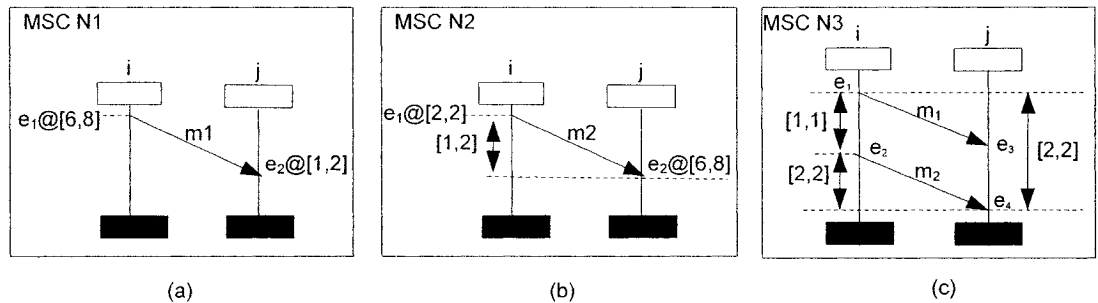 MSC N1
i
j
e₁@[6,8]
m1
e₂@[1,2]
(a)
MSC N2
i
j
e₁@[2,2]
[1,2]
m2
e₂@[6,8]
(b)
MSC N3
i
j
e₁
[1,1]
m₁
e₃
[2,2]
e₂
[2,2]
m₂
e₄
(c)